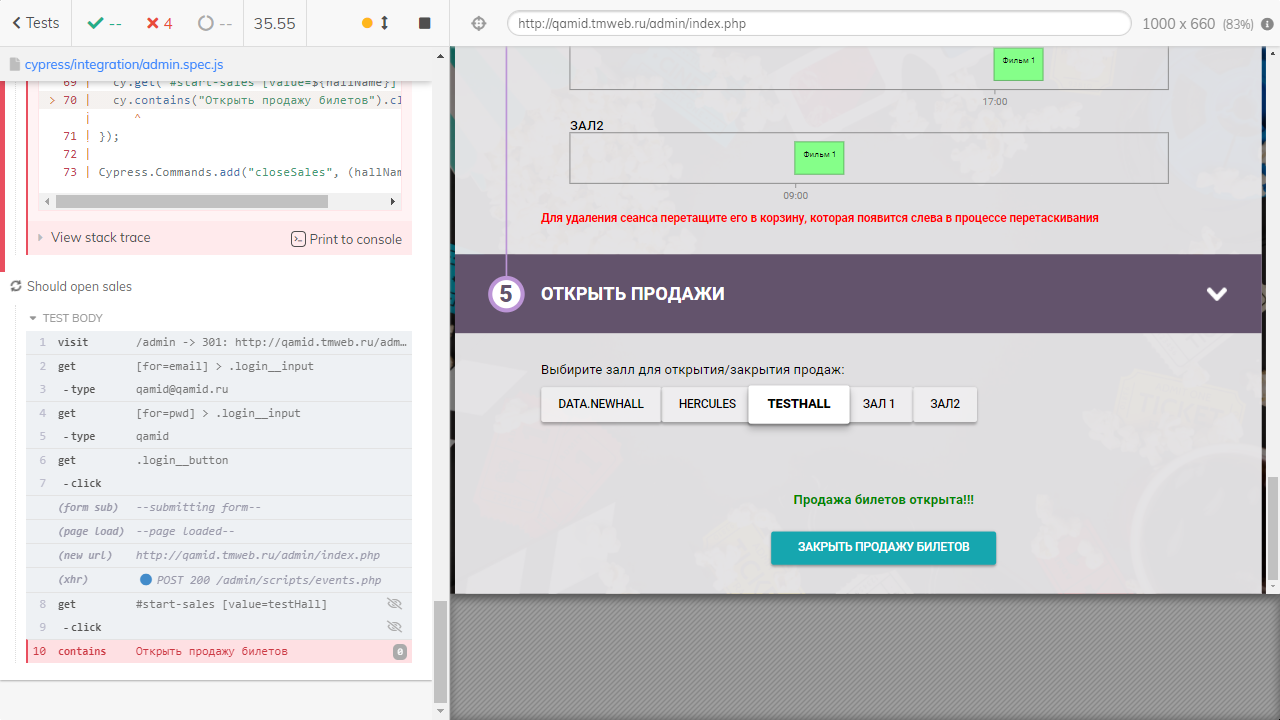 Tests
--
4
--
35.55
http://qamid.tmweb.ru/admin/index.php
1000 x 660 (83%)
cypress/integration/admin.spec.js
69 | cy.get(`#start-sales [value=${hallName}]
> 70 | cy.contains("Открыть продажу билетов").cl
| ^
71 | });
72 |
73 | Cypress.Commands.add("closeSales", (hallNam
View stack trace
Print to console
Should open sales
TEST BODY
1 visit /admin -> 301: http://qamid.tmweb.ru/adm…
2 get [for=email] > .login__input
3 -type qamid@qamid.ru
4 get [for=pwd] > .login__input
5 -type qamid
6 get .login__button
7 -click
(form sub) --submitting form--
(page load) --page loaded--
(new url) http://qamid.tmweb.ru/admin/index.php
(xhr) POST 200 /admin/scripts/events.php
8 get #start-sales [value=testHall]
9 -click
10 contains Открыть продажу билетов 0
Фильм 1
17:00
ЗАЛ2
Фильм 1
09:00
Для удаления сеанса перетащите его в корзину, которая появится слева в процессе перетаскивания
5 ОТКРЫТЬ ПРОДАЖИ
Выбирите залл для открытия/закрытия продаж:
DATA.NEWHALL HERCULES TESTHALL ЗАЛ 1 ЗАЛ2
Продажа билетов открыта!!!
ЗАКРЫТЬ ПРОДАЖУ БИЛЕТОВ